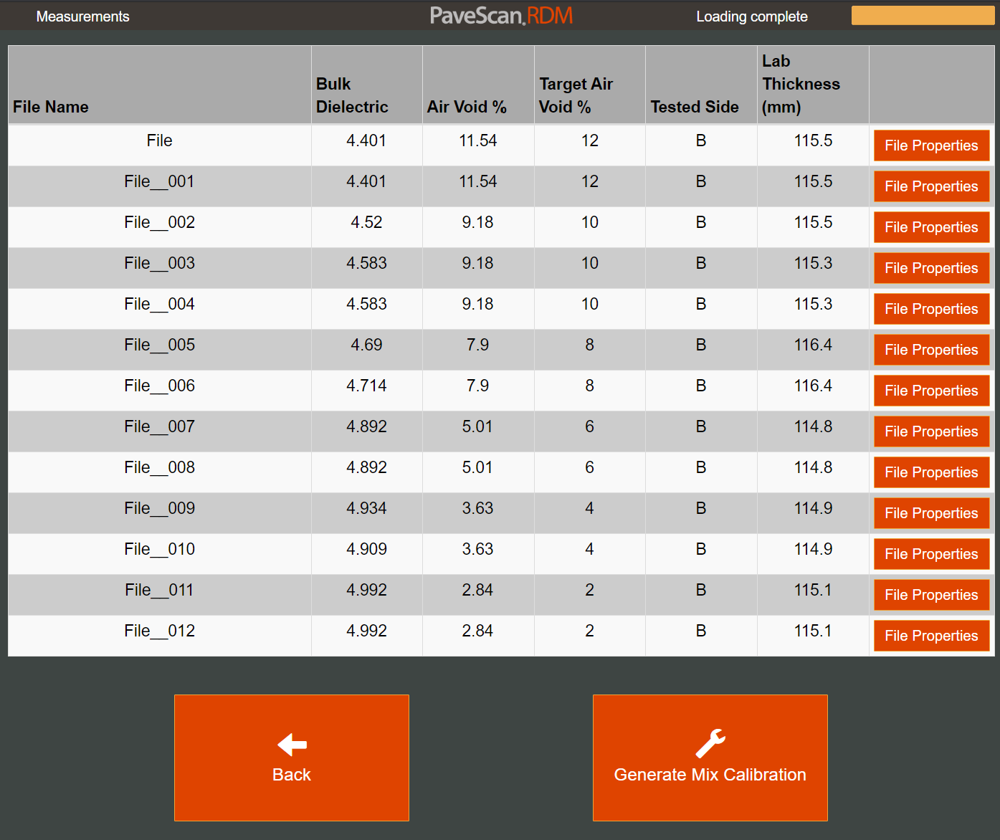 Measurements PaveScan.RDM Loading complete
File Name Bulk Dielectric Air Void % Target Air Void % Tested Side Lab Thickness (mm)
File 4.401 11.54 12 B 115.5 File Properties
File__001 4.401 11.54 12 B 115.5 File Properties
File__002 4.52 9.18 10 B 115.5 File Properties
File__003 4.583 9.18 10 B 115.3 File Properties
File__004 4.583 9.18 10 B 115.3 File Properties
File__005 4.69 7.9 8 B 116.4 File Properties
File__006 4.714 7.9 8 B 116.4 File Properties
File__007 4.892 5.01 6 B 114.8 File Properties
File__008 4.892 5.01 6 B 114.8 File Properties
File__009 4.934 3.63 4 B 114.9 File Properties
File__010 4.909 3.63 4 B 114.9 File Properties
File__011 4.992 2.84 2 B 115.1 File Properties
File__012 4.992 2.84 2 B 115.1 File Properties
Back Generate Mix Calibration